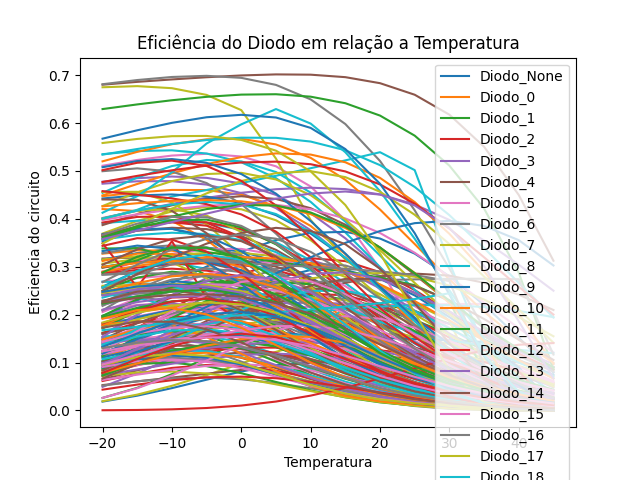 Eficiência do Diodo em relação a Temperatura
Eficiencia do circuito
0.7
0.6
0.5
0.4
0.3
0.2
0.1
0.0
−20
−10
0
10
20
30
40
Temperatura
Diodo_None
Diodo_0
Diodo_1
Diodo_2
Diodo_3
Diodo_4
Diodo_5
Diodo_6
Diodo_7
Diodo_8
Diodo_9
Diodo_10
Diodo_11
Diodo_12
Diodo_13
Diodo_14
Diodo_15
Diodo_16
Diodo_17
Diodo_18